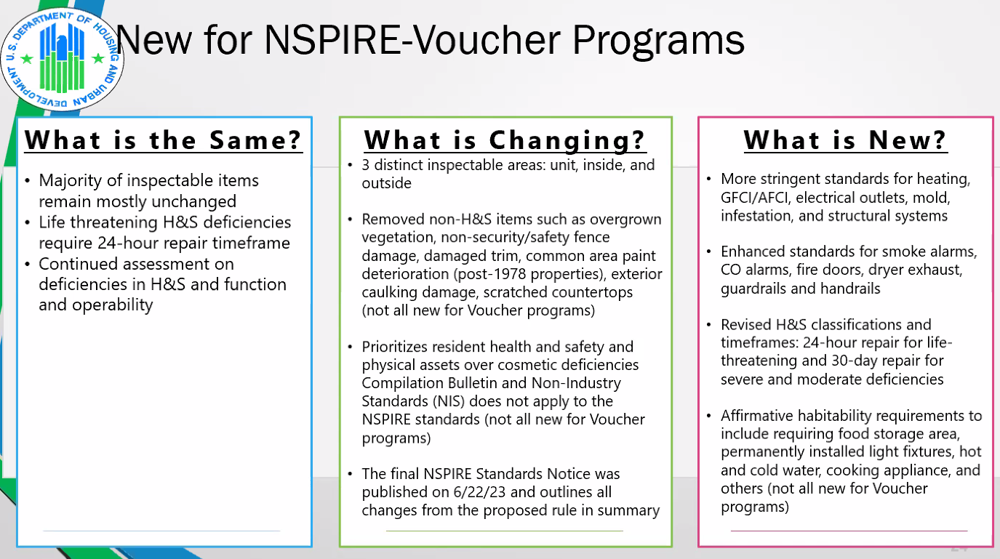 U.S. DEPARTMENT OF HOUSING AND URBAN DEVELOPMENT
New for NSPIRE-Voucher Programs
What is the Same?
• Majority of inspectable items
remain mostly unchanged
• Life threatening H&S deficiencies
require 24-hour repair timeframe
• Continued assessment on
deficiencies in H&S and function
and operability
What is Changing?
• 3 distinct inspectable areas: unit, inside, and
outside
• Removed non-H&S items such as overgrown
vegetation, non-security/safety fence
damage, damaged trim, common area paint
deterioration (post-1978 properties), exterior
caulking damage, scratched countertops
(not all new for Voucher programs)
• Prioritizes resident health and safety and
physical assets over cosmetic deficiencies
Compilation Bulletin and Non-Industry
Standards (NIS) does not apply to the
NSPIRE standards (not all new for Voucher
programs)
• The final NSPIRE Standards Notice was
published on 6/22/23 and outlines all
changes from the proposed rule in summary
What is New?
• More stringent standards for heating,
GFCI/AFCI, electrical outlets, mold,
infestation, and structural systems
• Enhanced standards for smoke alarms,
CO alarms, fire doors, dryer exhaust,
guardrails and handrails
• Revised H&S classifications and
timeframes: 24-hour repair for life-
threatening and 30-day repair for
severe and moderate deficiencies
• Affirmative habitability requirements to
include requiring food storage area,
permanently installed light fixtures, hot
and cold water, cooking appliance, and
others (not all new for Voucher
programs)